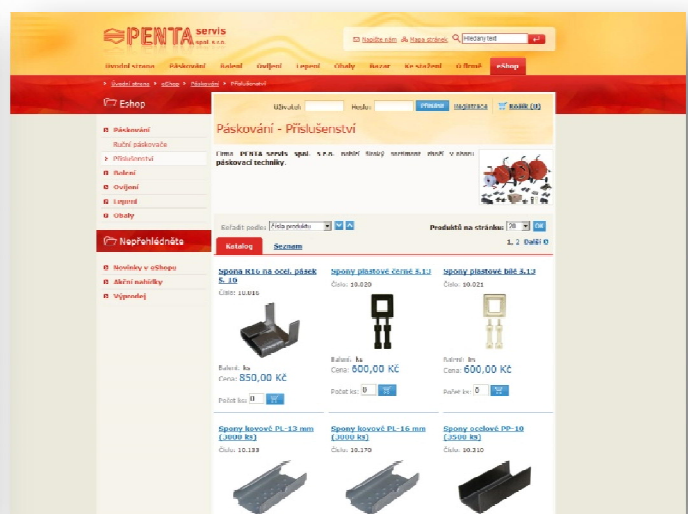 PENTA servis
spol. s r.o.
Napište nám Mapa stránek Hledaný text
Úvodní strana Páskování Balení Ovíjení Lepení Obaly Bazar Ke stažení O firmě eShop
Úvodní strana > eShop > Páskování > Příslušenství
Eshop
Uživatel: Heslo: Přihlásit Registrace Košík (0)
Páskování - Příslušenství
Páskování
Ruční páskovače
Příslušenství
Balení
Ovíjení
Lepení
Obaly
Firma PENTA servis spol. s r.o. nabízí široký sortiment zboží v oboru
páskovací techniky.
Seřadit podle: Čísla produktu
Produktů na stránku: 20 OK
1, 2 Další
Katalog Seznam
Nepřehlédněte
Novinky v eShopu
Akční nabídky
Výprodej
Spona R16 na ocel. pásek
š. 16
Číslo: 10.016
Balení: ks
Cena: 850,00 Kč
Počet ks: 0
Spony plastové černé š.13
Číslo: 10.020
Balení: ks
Cena: 600,00 Kč
Počet ks: 0
Spony plastové bílé š.13
Číslo: 10.021
Balení: ks
Cena: 600,00 Kč
Počet ks: 0
Spony kovové PL-13 mm
(3000 ks)
Číslo: 10.133
Spony kovové PL-16 mm
(3000 ks)
Číslo: 10.170
Spony ocelové PP-10
(3500 ks)
Číslo: 10.310